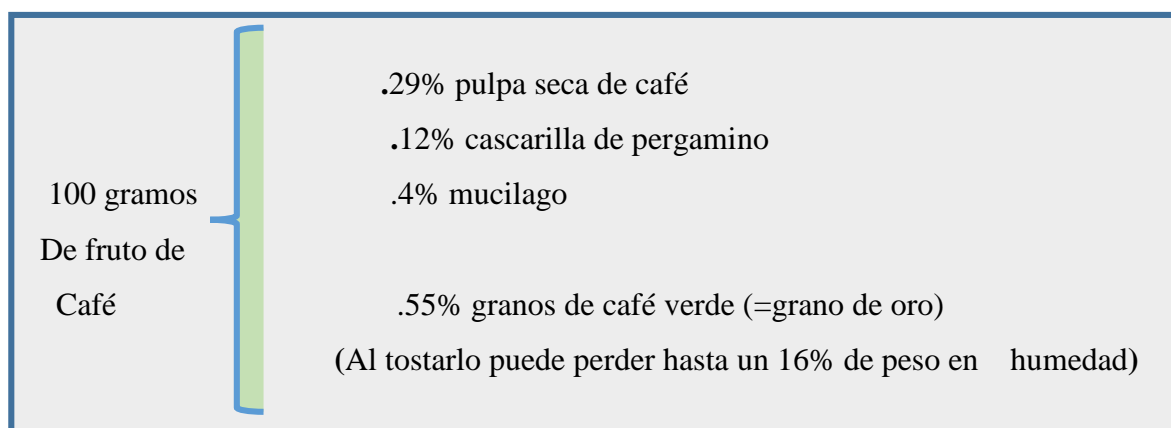 .29% pulpa seca de café
.12% cascarilla de pergamino
100 gramos
.4% mucilago
De fruto de
Café
.55% granos de café verde (=grano de oro)
(Al tostarlo puede perder hasta un 16% de peso en humedad)